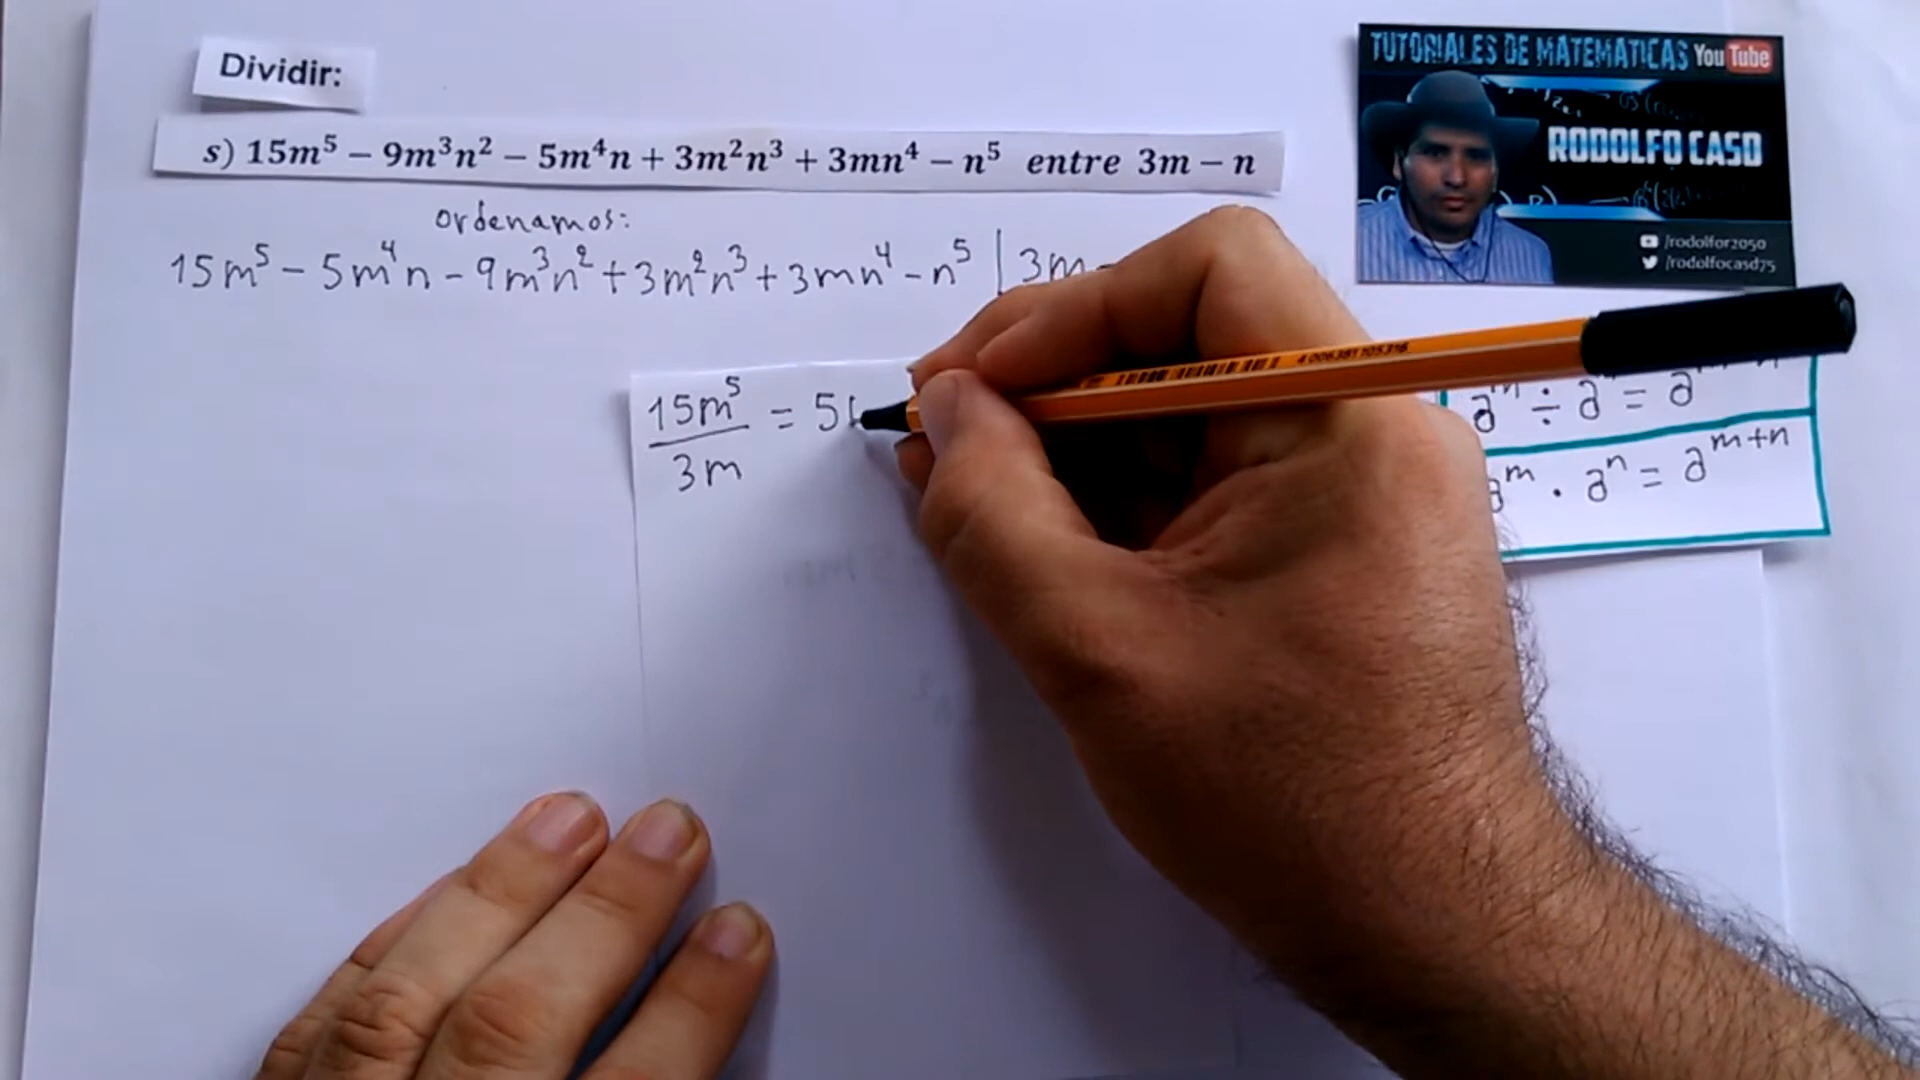 Dividir:
s) 15m⁵ − 9m³n² − 5m⁴n + 3m²n³ + 3mn⁴ − n⁵ entre 3m − n
ordenamos:
15m⁵ − 5m⁴n − 9m³n² + 3m²n³ + 3mn⁴ − n⁵ | 3m −
15m⁵ = 5
3m
TUTORIALES DE MATEMATICAS YouTube
RODOLFO CASO
/rodolfor2050
/rodolfocasd75
aᵐ ÷ a = a
aᵐ · aⁿ = aᵐ⁺ⁿ